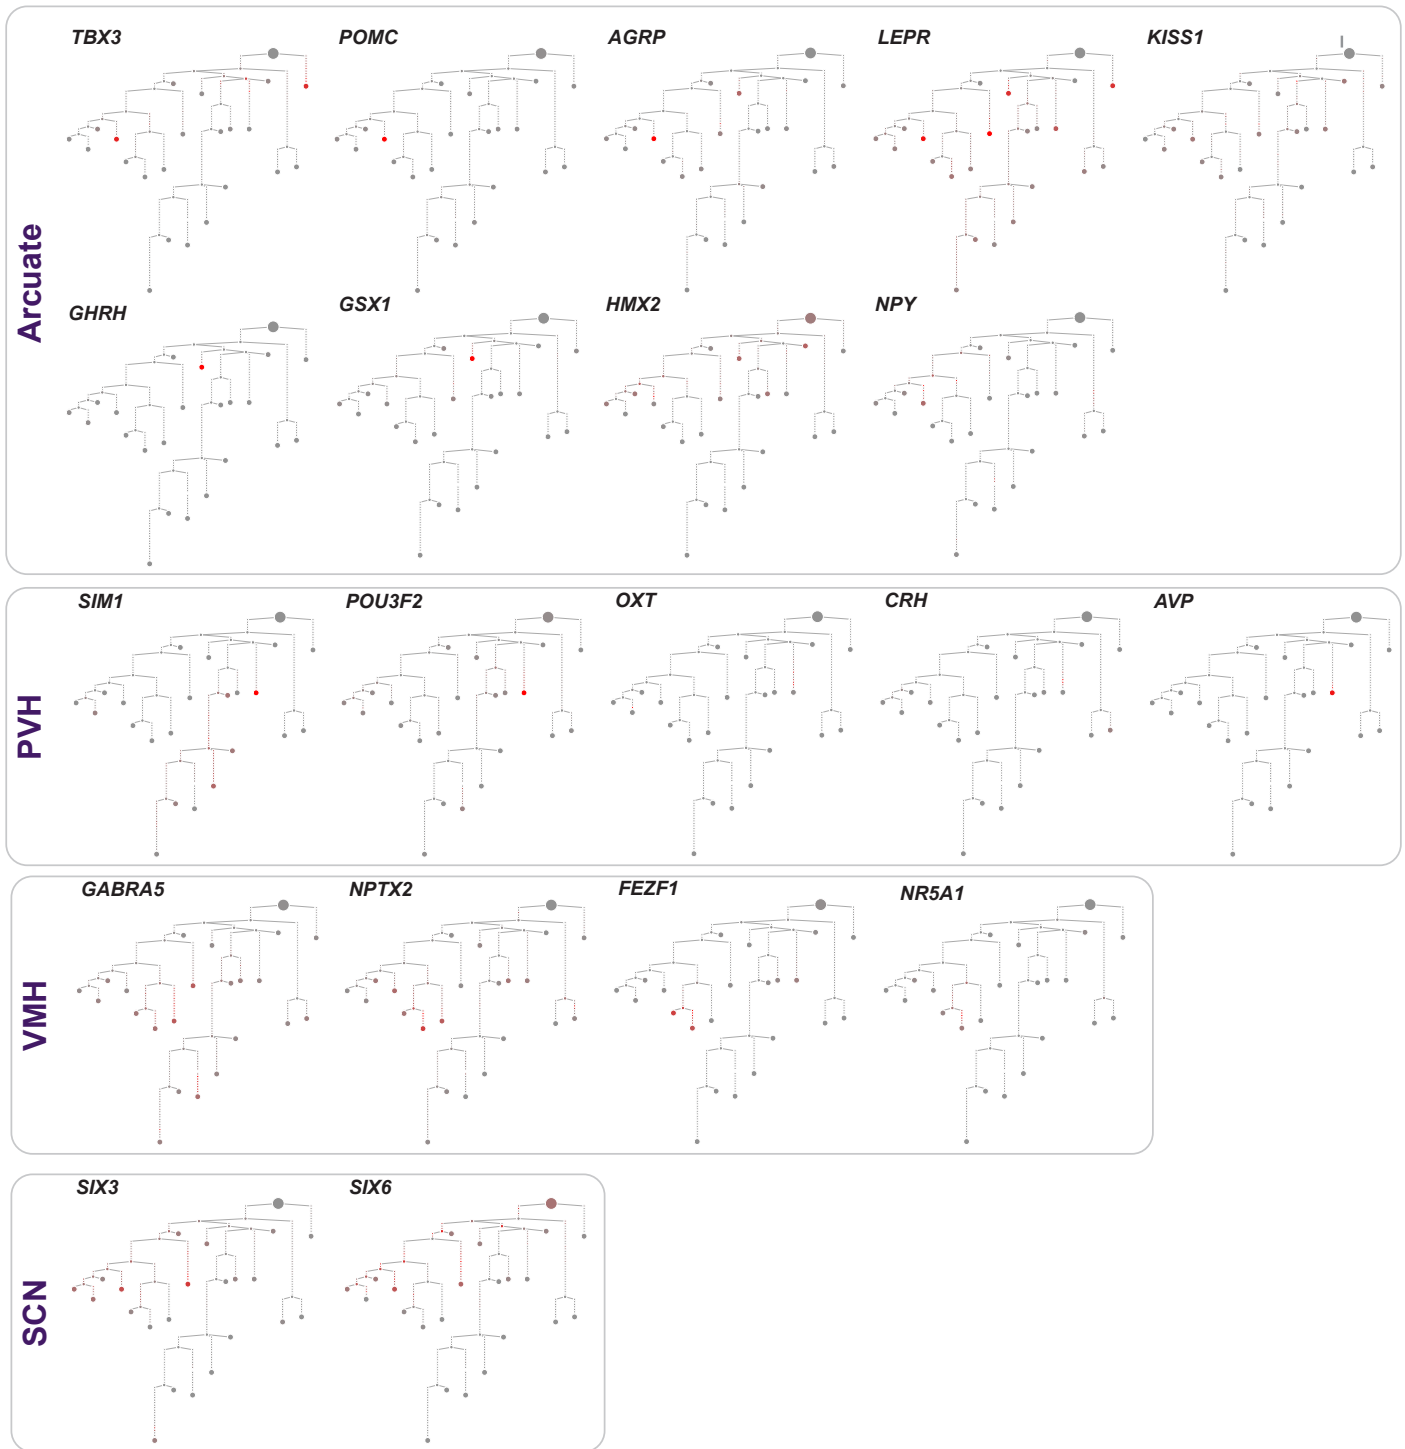 TBX3
POMC
AGRP
LEPR
KISS1
Arcuate
GHRH
GSX1
HMX2
NPY
SIM1
POU3F2
OXT
CRH
AVP
PVH
GABRA5
NPTX2
FEZF1
NR5A1
VMH
SIX3
SIX6
SCN